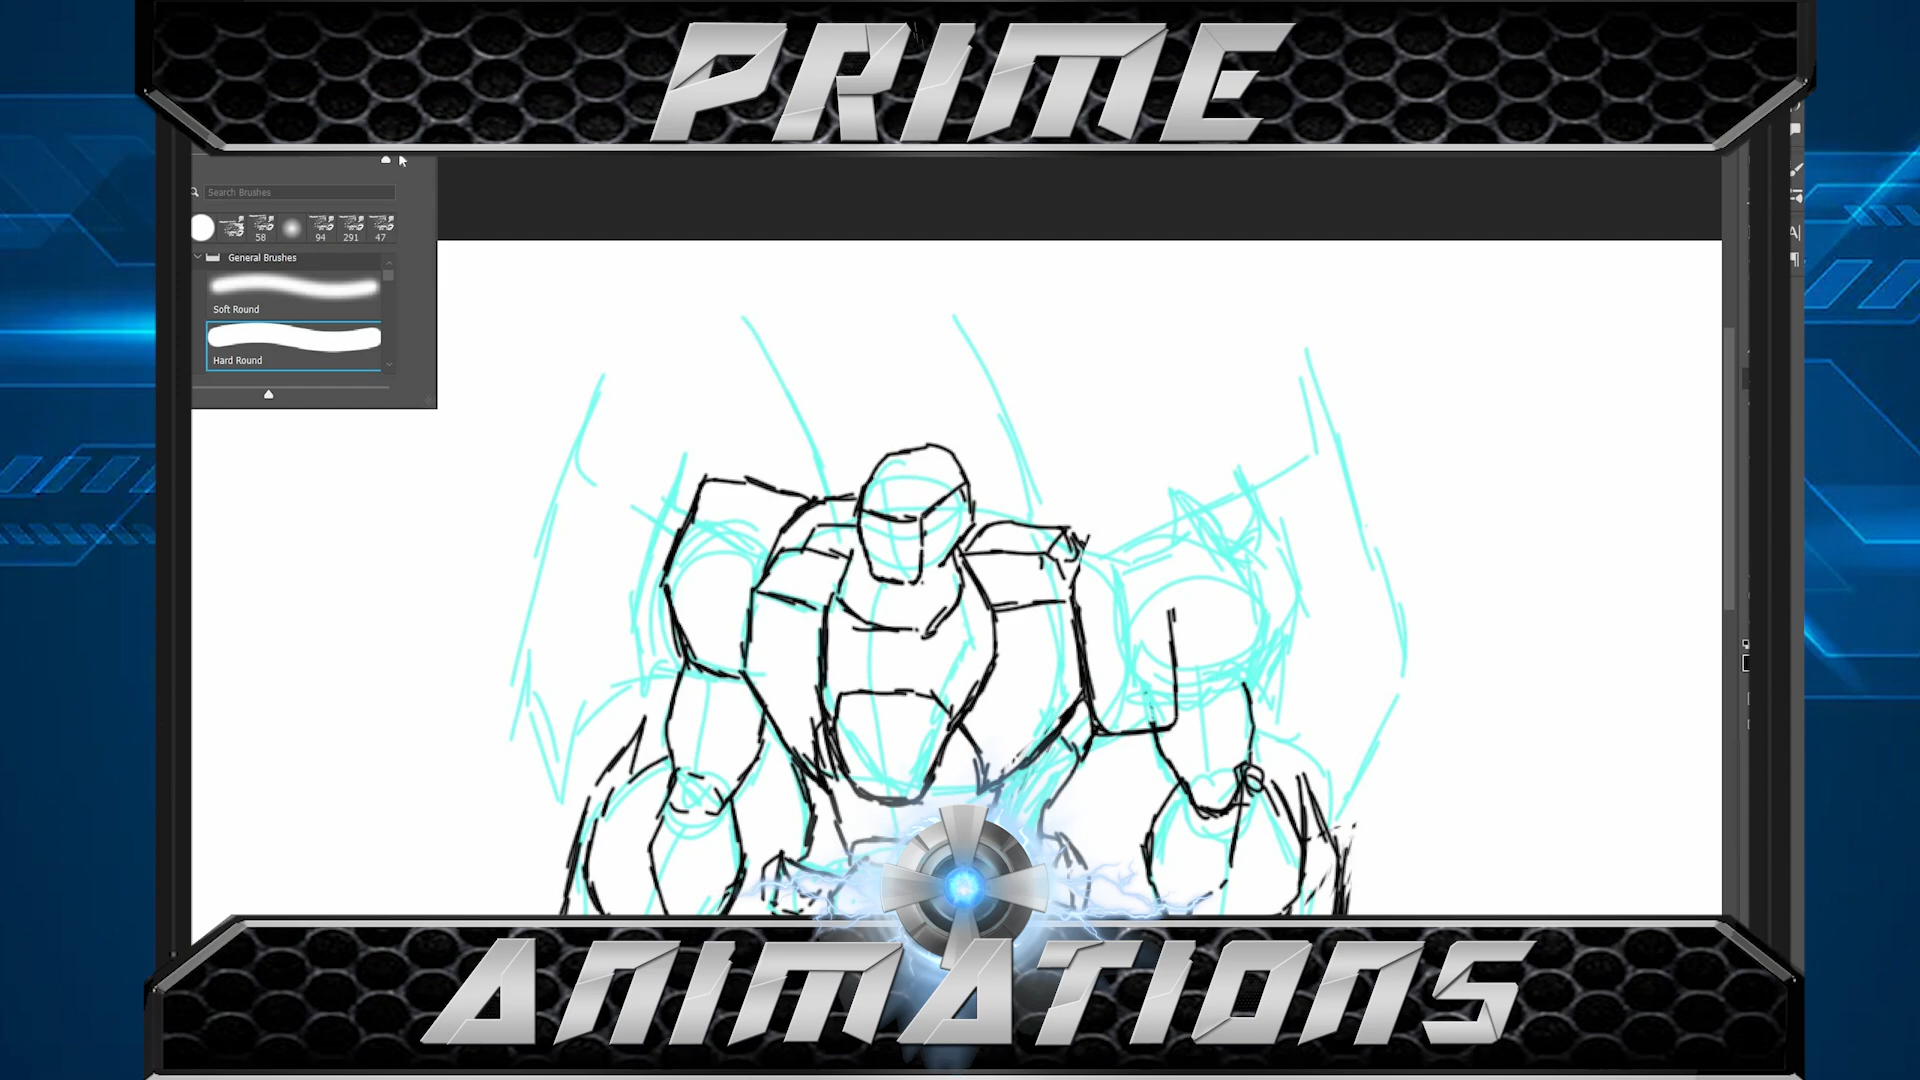 PRIME
Search Brushes
58 94 291 47
General Brushes
Soft Round
Hard Round
A
ANIMATIONS